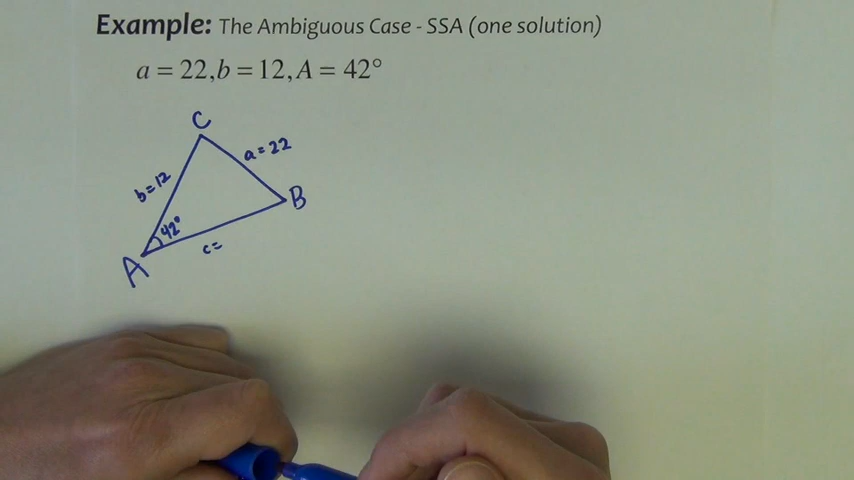 Example: The Ambiguous Case - SSA (one solution)
a = 22,b = 12,A = 42°
C
a = 22
b = 12
B
42°
c =
A